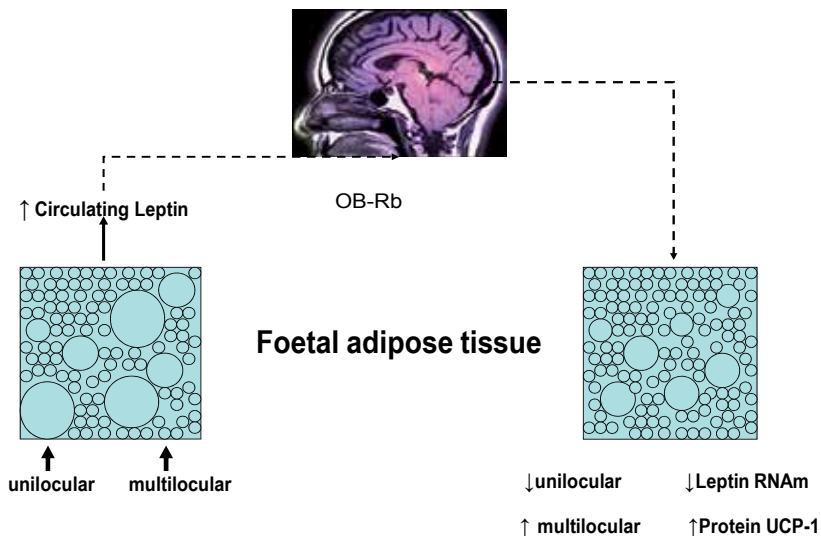 ↑ Circulating Leptin
OB-Rb
Foetal adipose tissue
unilocular multilocular
↓unilocular ↓Leptin RNAm
↑ multilocular ↑Protein UCP-1